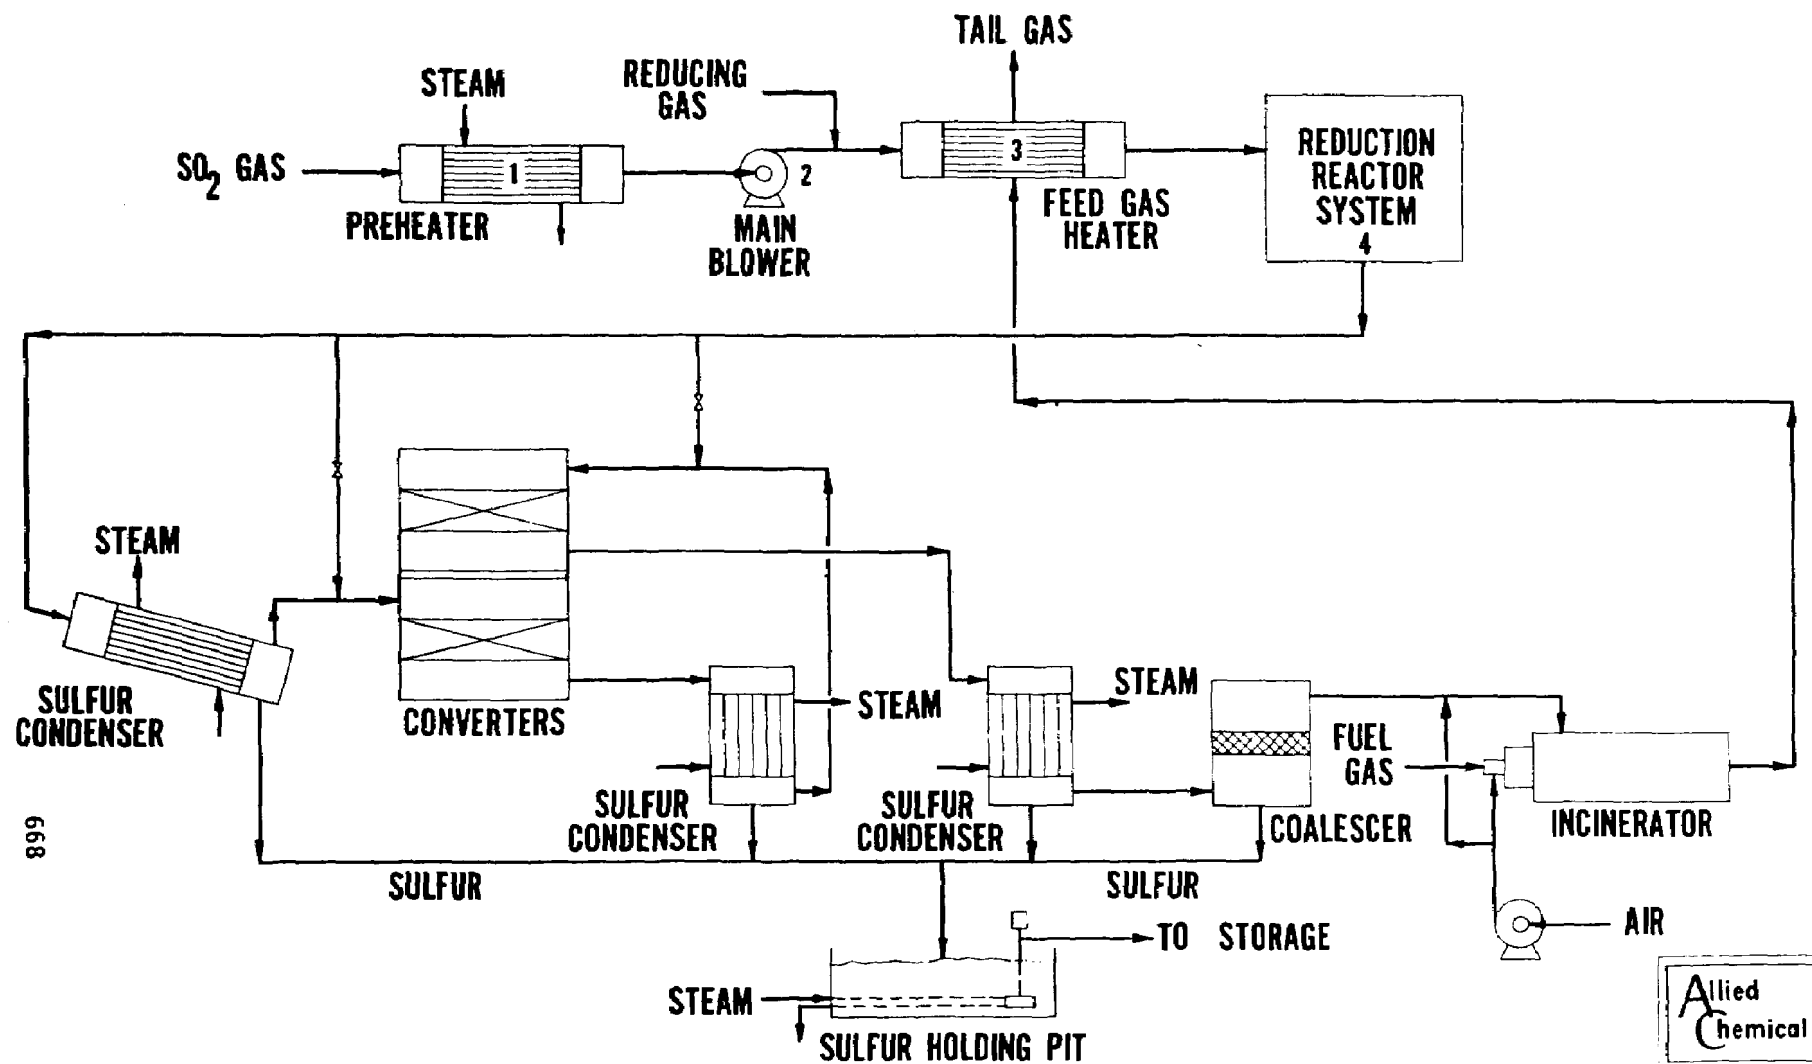 TAIL GAS
STEAM
REDUCING
GAS
SO2 GAS
1
PREHEATER
2
MAIN
BLOWER
3
FEED GAS
HEATER
REDUCTION
REACTOR
SYSTEM
4
STEAM
SULFUR
CONDENSER
CONVERTERS
STEAM
SULFUR
CONDENSER
STEAM
SULFUR
CONDENSER
COALESCER
FUEL
GAS
INCINERATOR
AIR
SULFUR
SULFUR
TO STORAGE
STEAM
SULFUR HOLDING PIT
668
Allied
Chemical